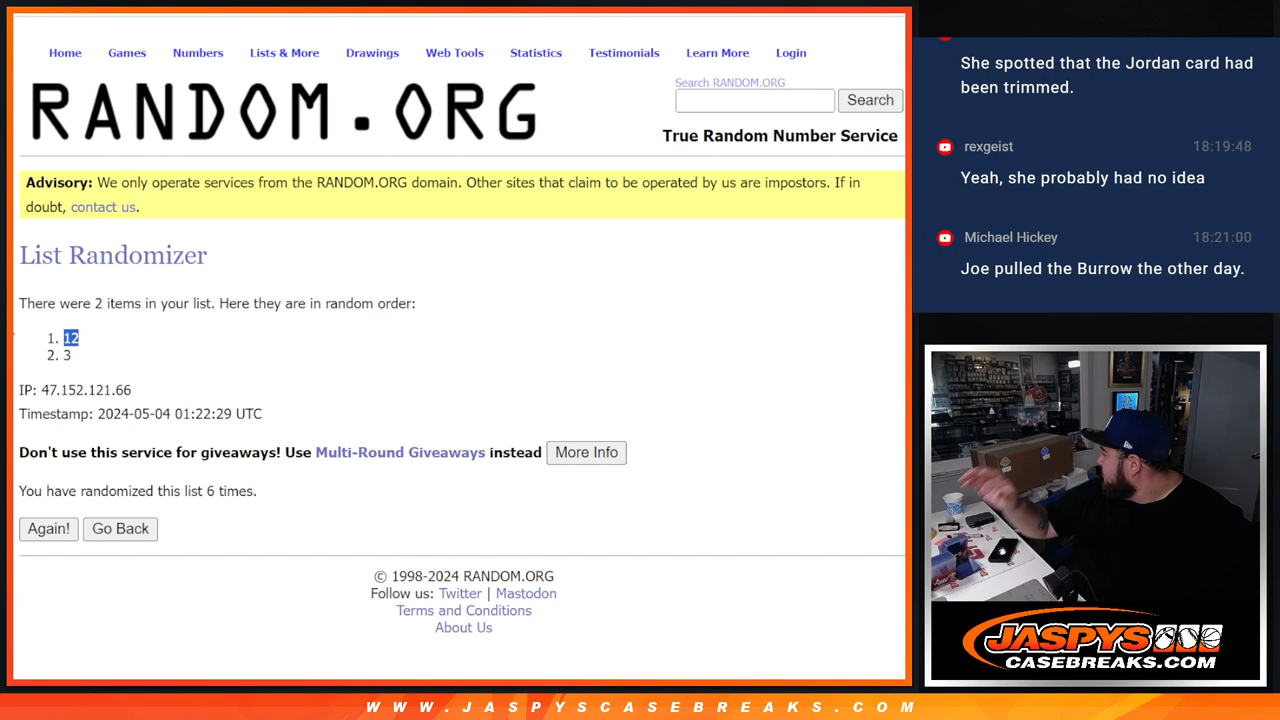 Home Games Numbers Lists & More Drawings Web Tools Statistics Testimonials Learn More Login
RANDOM.ORG
Search RANDOM.ORG
Search
True Random Number Service
Advisory: We only operate services from the RANDOM.ORG domain. Other sites that claim to be operated by us are impostors. If in
doubt, contact us.
List Randomizer
There were 2 items in your list. Here they are in random order:
1. 12
2. 3
IP: 47.152.121.66
Timestamp: 2024-05-04 01:22:29 UTC
Don't use this service for giveaways! Use Multi-Round Giveaways instead More Info
You have randomized this list 6 times.
Again! Go Back
© 1998-2024 RANDOM.ORG
Follow us: Twitter | Mastodon
Terms and Conditions
About Us
She spotted that the Jordan card had
been trimmed.
rexgeist 18:19:48
Yeah, she probably had no idea
Michael Hickey 18:21:00
Joe pulled the Burrow the other day.
JASPYS
CASEBREAKS.COM
WWW.JASPYSCASEBREAKS.COM